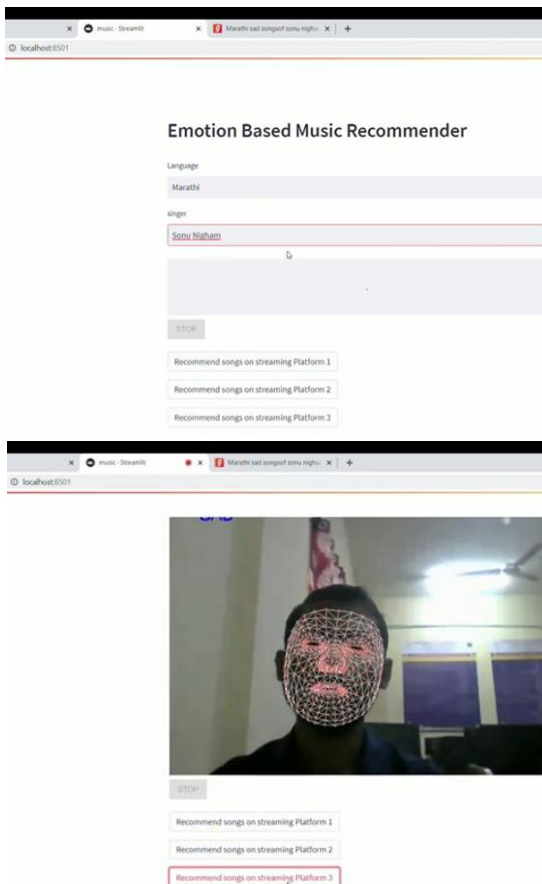 music · Streamlit
Marathi sad songsof sonu nigha
localhost:8501
Emotion Based Music Recommender
Language
Marathi
singer
Sonu Nigham
STOP
Recommend songs on streaming Platform 1
Recommend songs on streaming Platform 2
Recommend songs on streaming Platform 3
music · Streamlit
Marathi sad songsof sonu nigha
localhost:8501
SAD
STOP
Recommend songs on streaming Platform 1
Recommend songs on streaming Platform 2
Recommend songs on streaming Platform 3